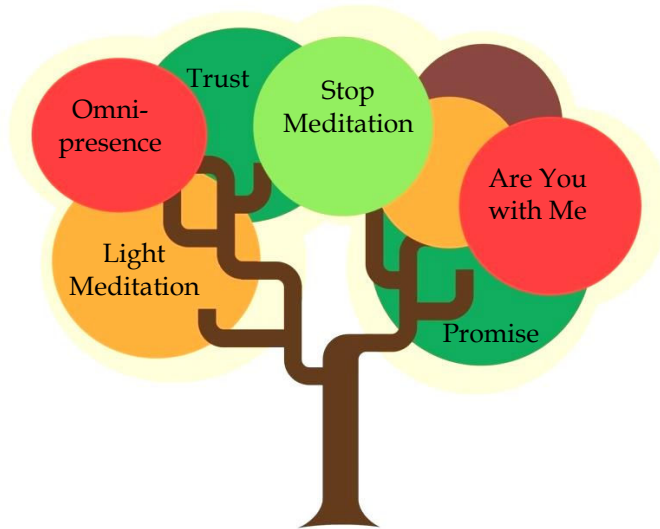 Trust
Omni-
presence
Stop
Meditation
Are You
with Me
Light
Meditation
Promise